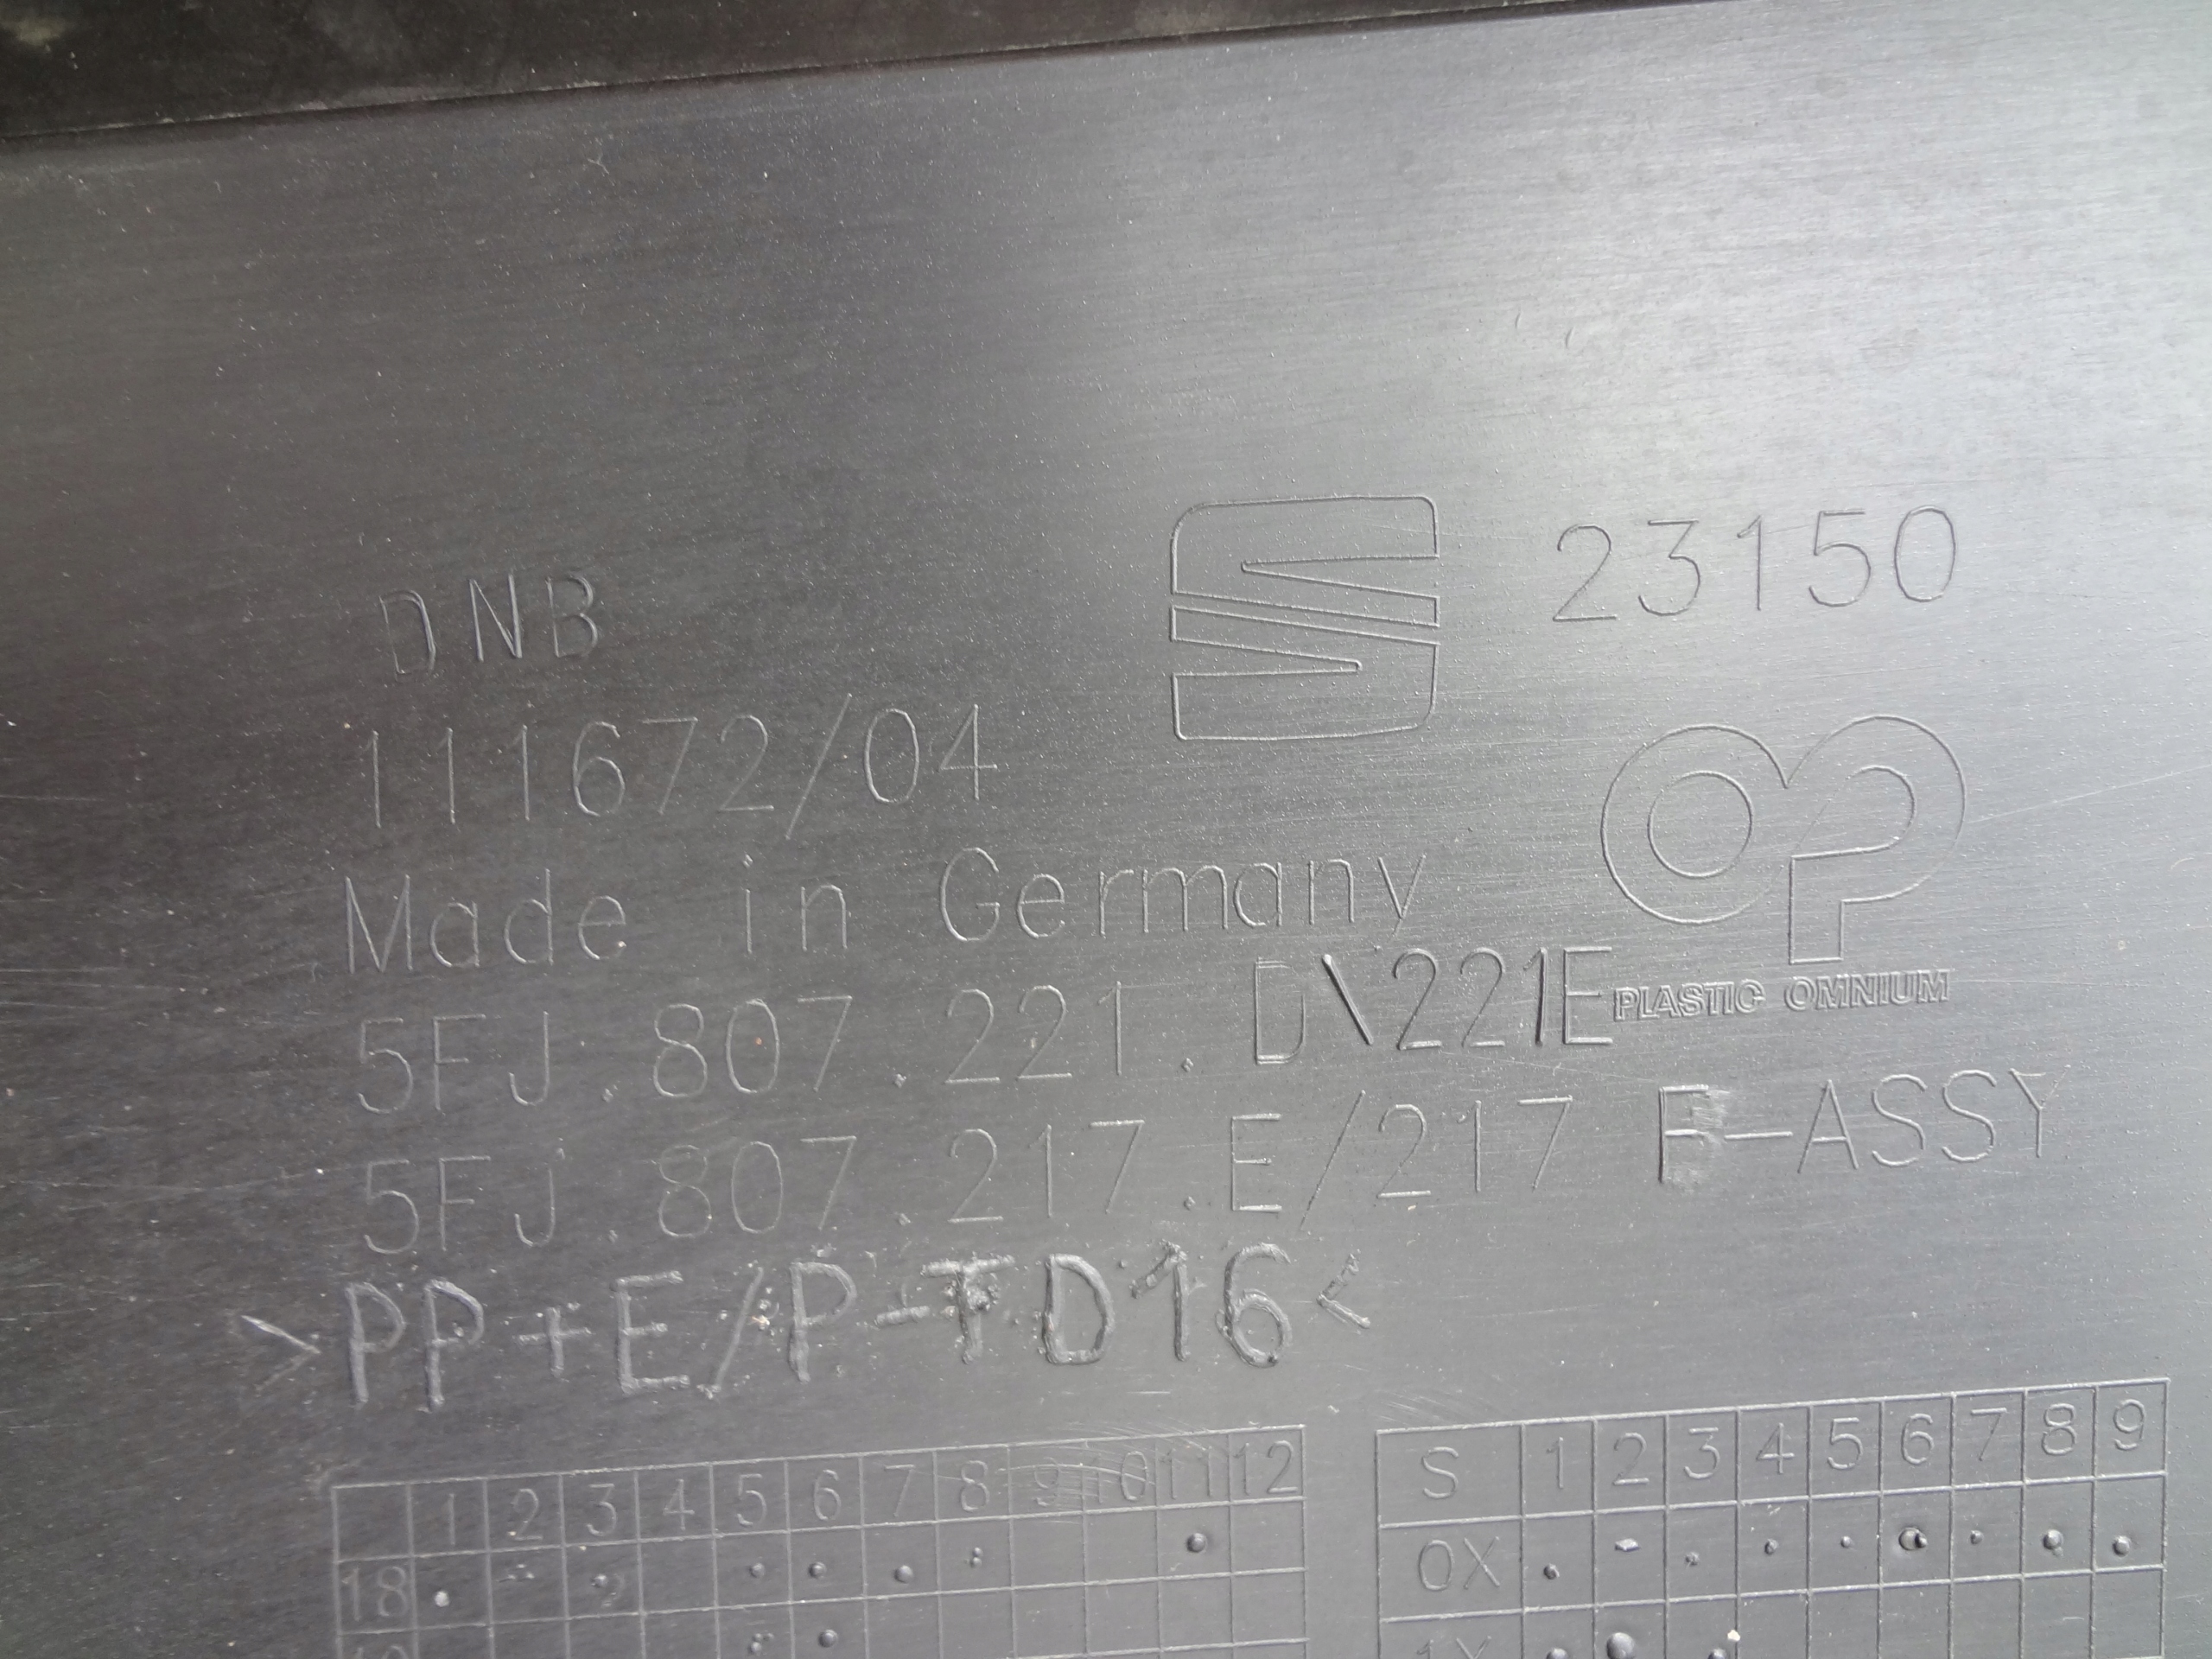 23150
DNB
111672/04
Made in Germany
5FJ.807.221.D\221E
PLASTIC OMNIUM
5FJ.807.217.E/217 F-ASSY
>PP+E/P-TD16<
1 2 3 4 5 6 7 8 9 10 11 12
18
S 1 2 3 4 5 6 7 8 9
0X
1X